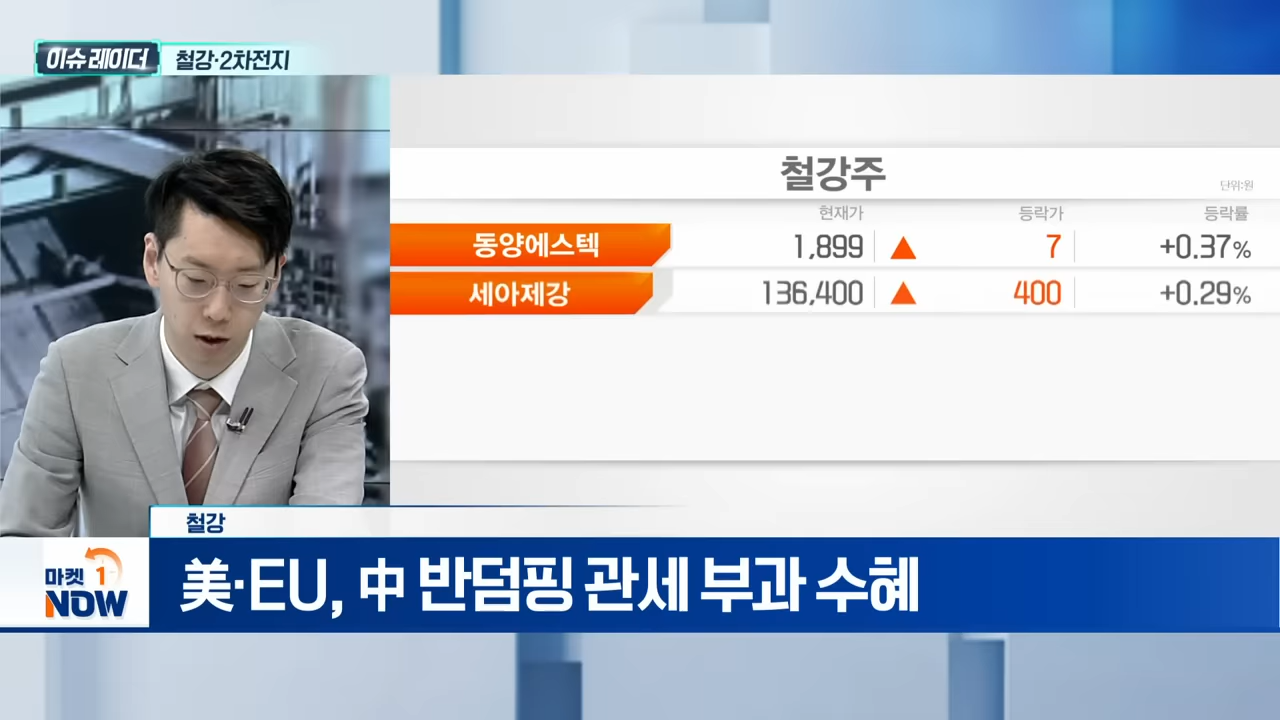 이슈 레이더 철강·2차전지
철강주
단위:원
현재가 등락가 등락률
동양에스텍 1,899 ▲ 7 +0.37%
세아제강 136,400 ▲ 400 +0.29%
철강
마켓 1
NOW
美·EU, 中 반덤핑 관세 부과 수혜